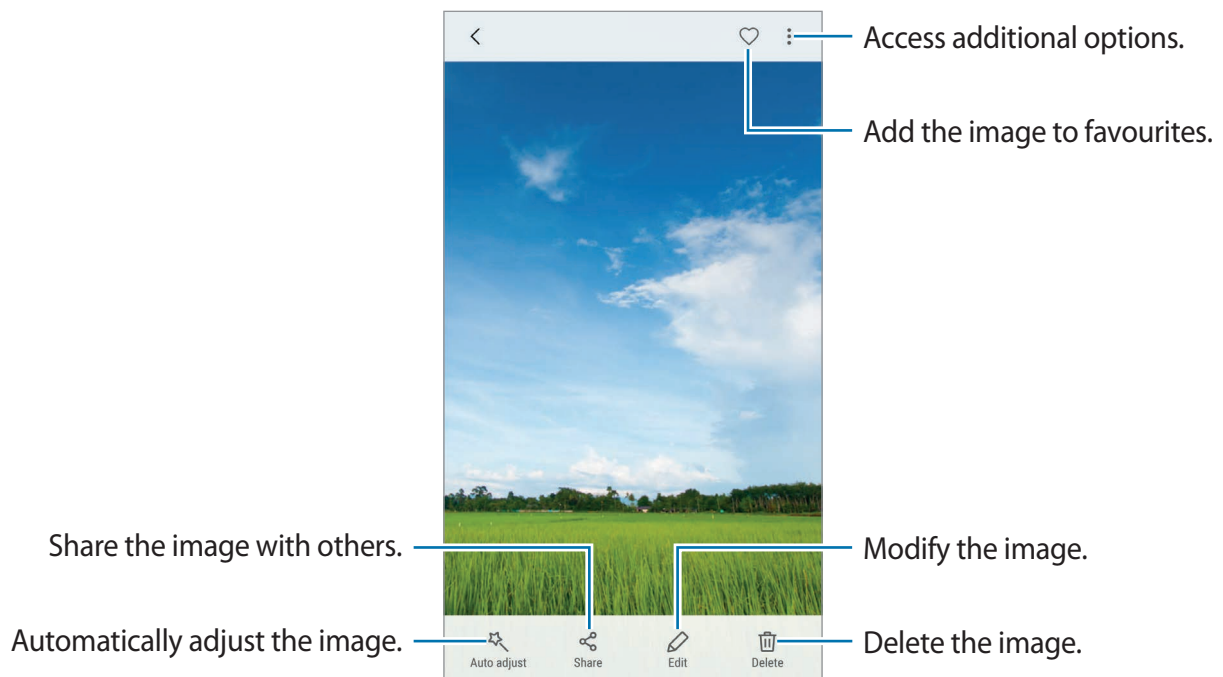 Access additional options.
Add the image to favourites.
Share the image with others.
Modify the image.
Automatically adjust the image.
Delete the image.
Auto adjust
Share
Edit
Delete